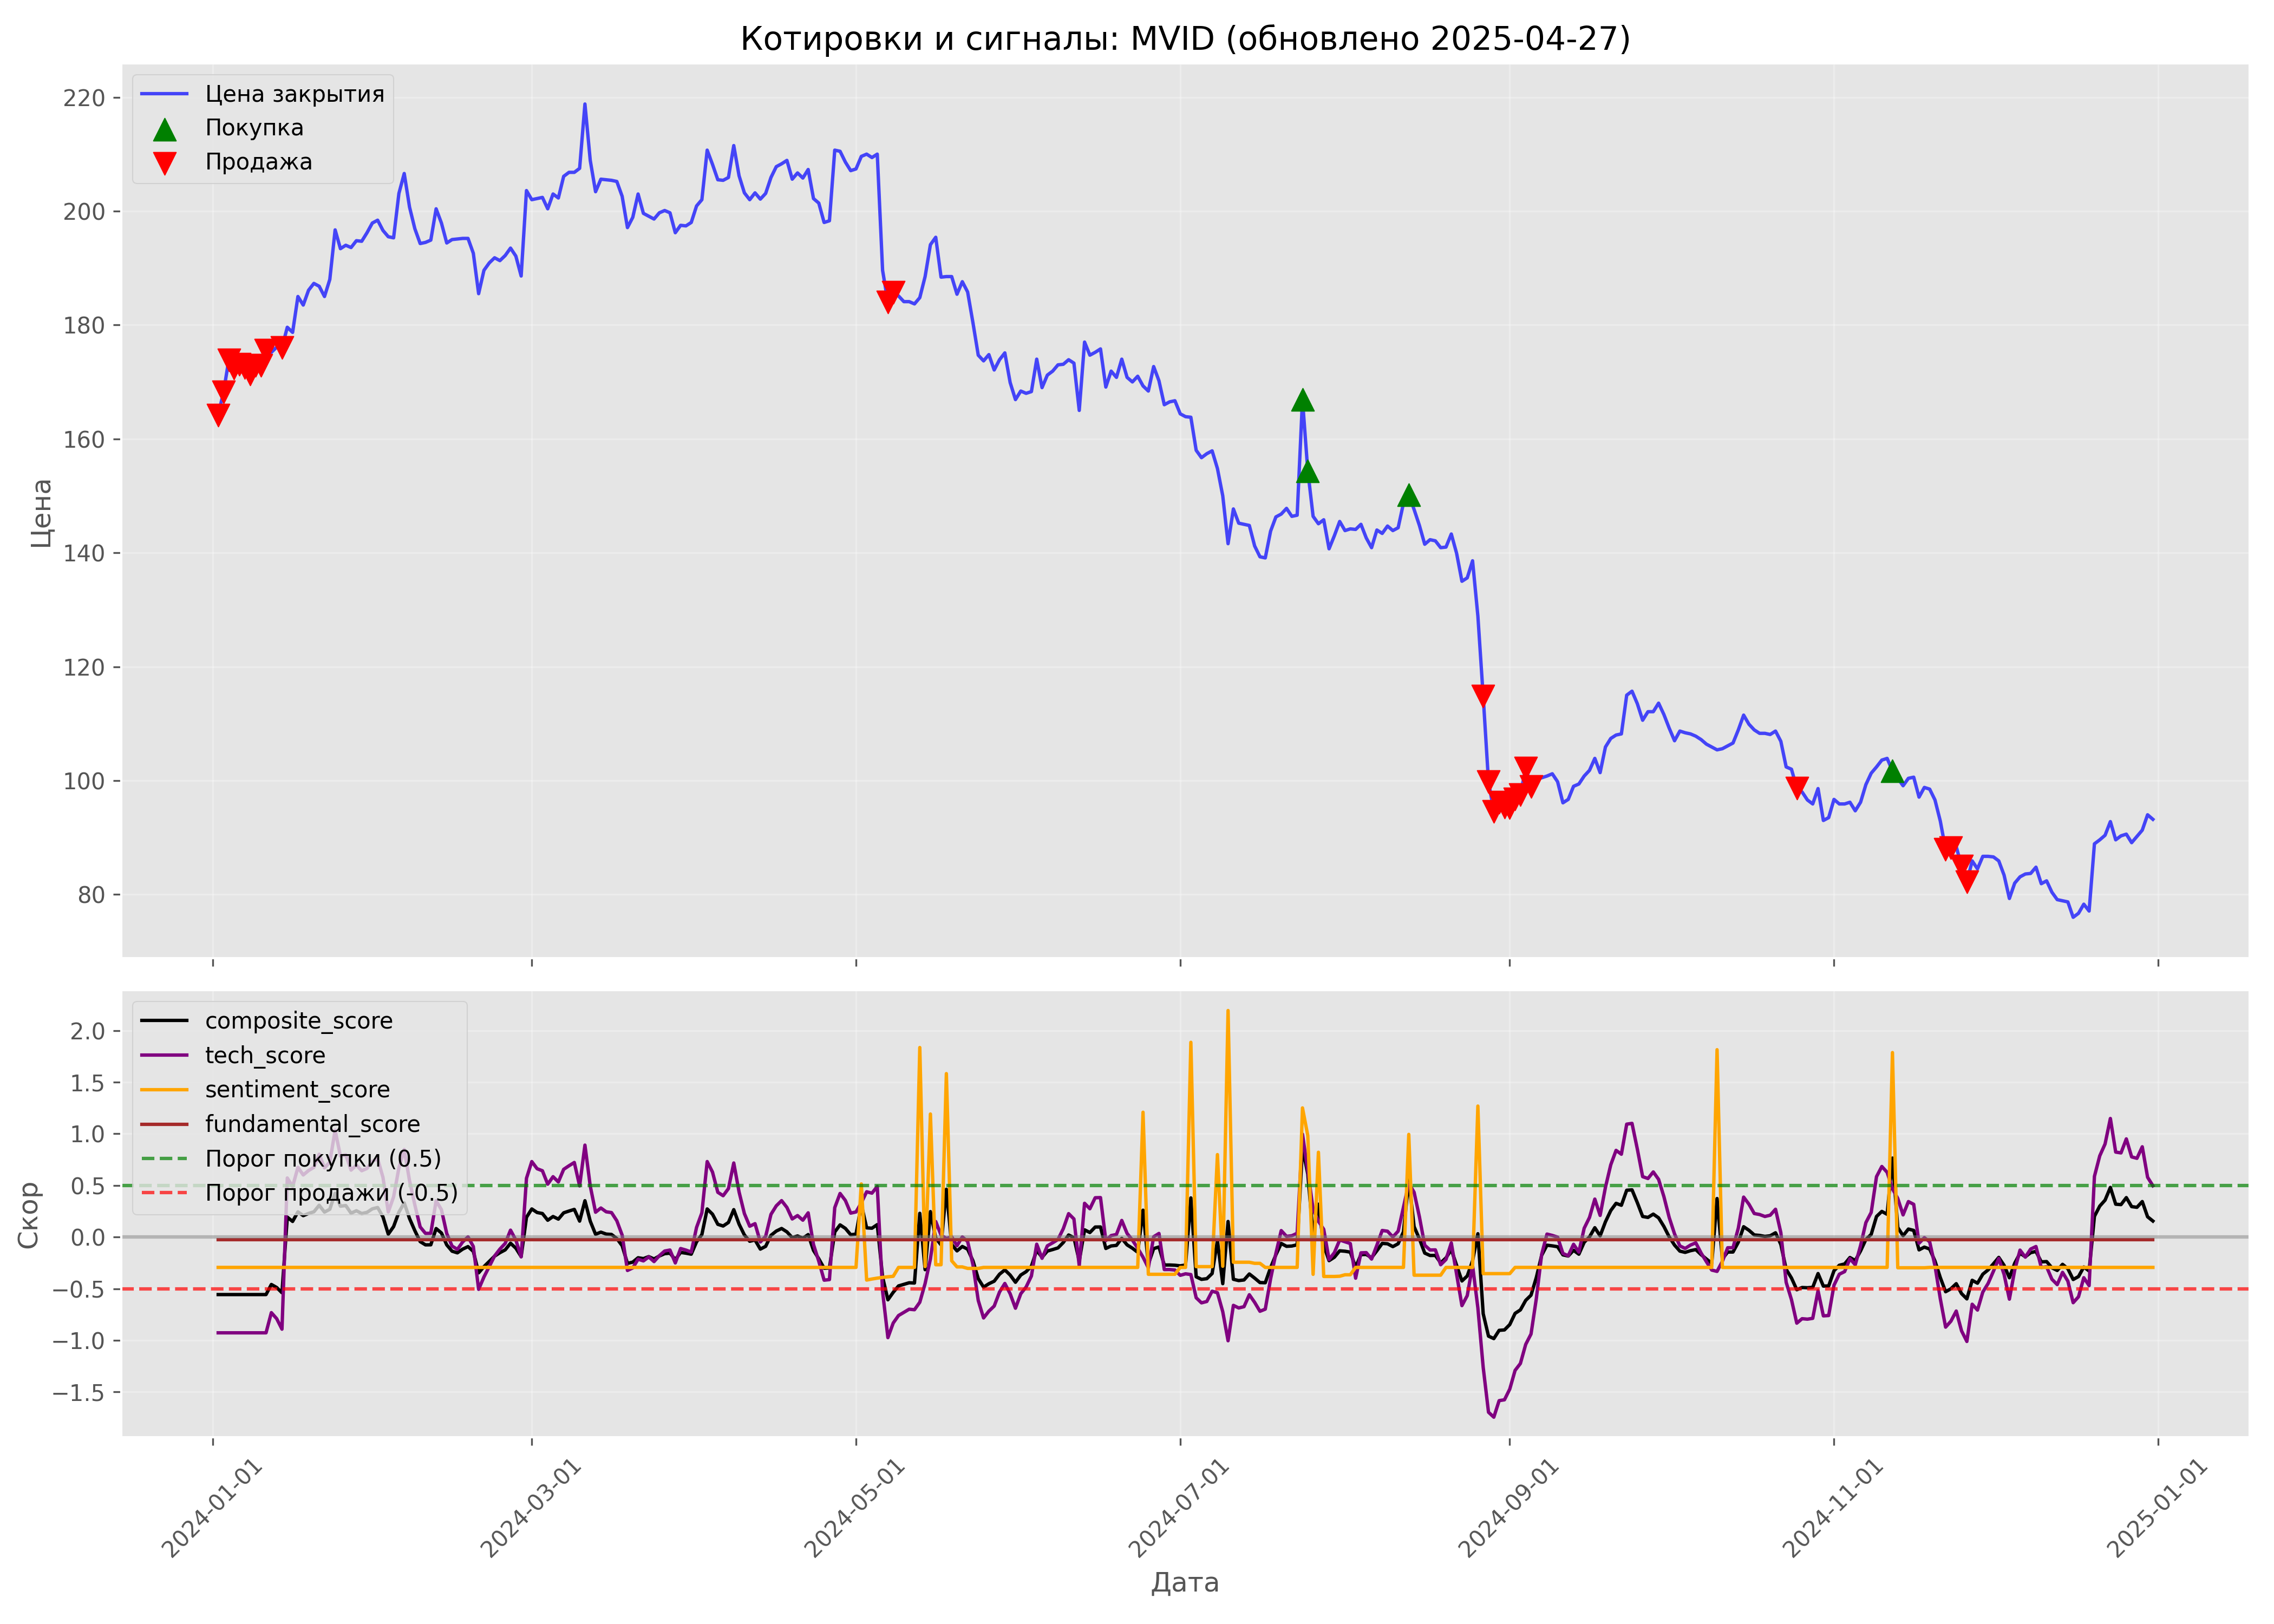 Котировки и сигналы: MVID (обновлено 2025-04-27)
Цена закрытия
Покупка
Продажа
220
200
180
160
140
120
100
80
Цена
composite_score
tech_score
sentiment_score
fundamental_score
Порог покупки (0.5)
Порог продажи (-0.5)
2.0
1.5
1.0
0.5
0.0
−0.5
−1.0
−1.5
Скор
2024-01-01
2024-03-01
2024-05-01
2024-07-01
2024-09-01
2024-11-01
2025-01-01
Дата